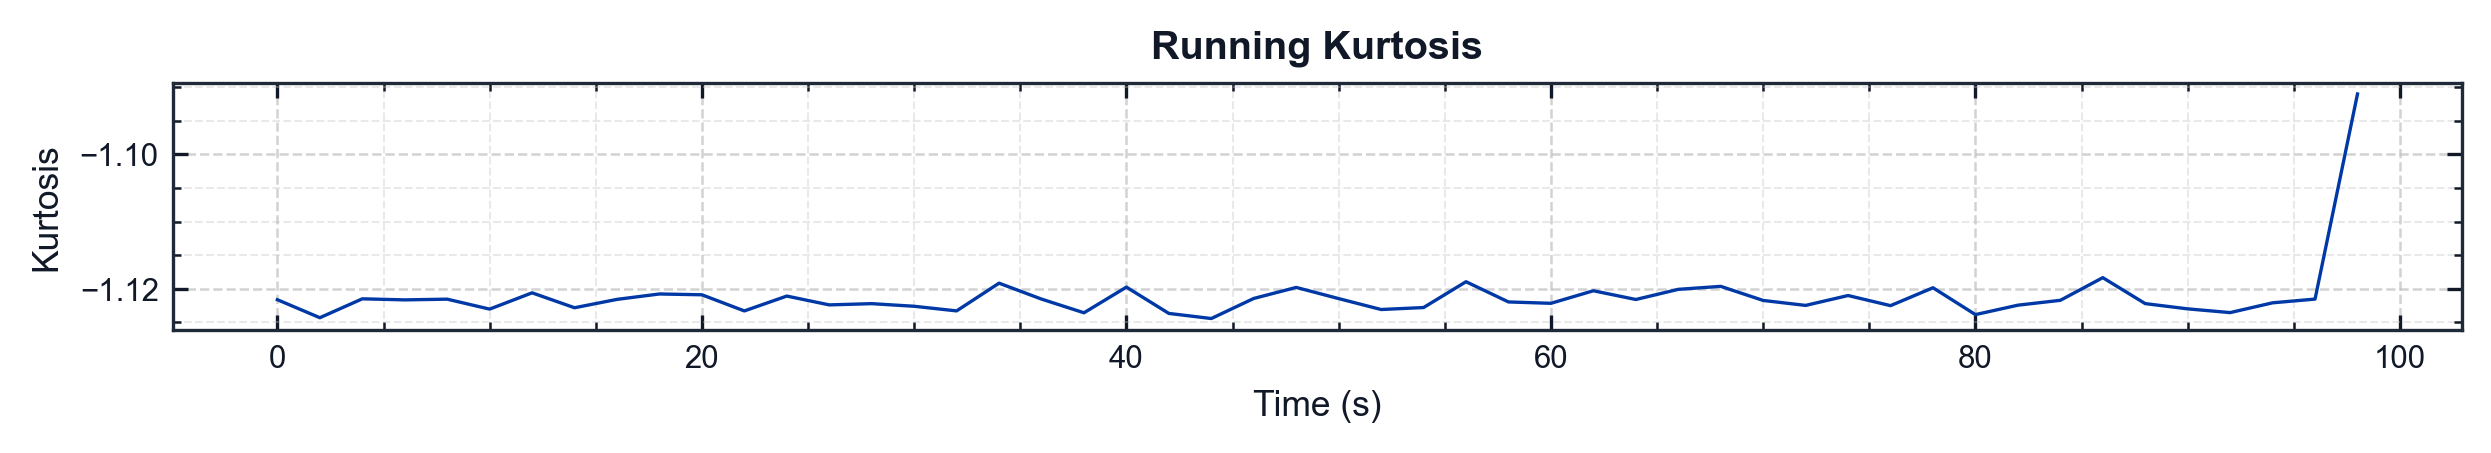 Running Kurtosis
Kurtosis
−1.10
−1.12
0 20 40 60 80 100
Time (s)